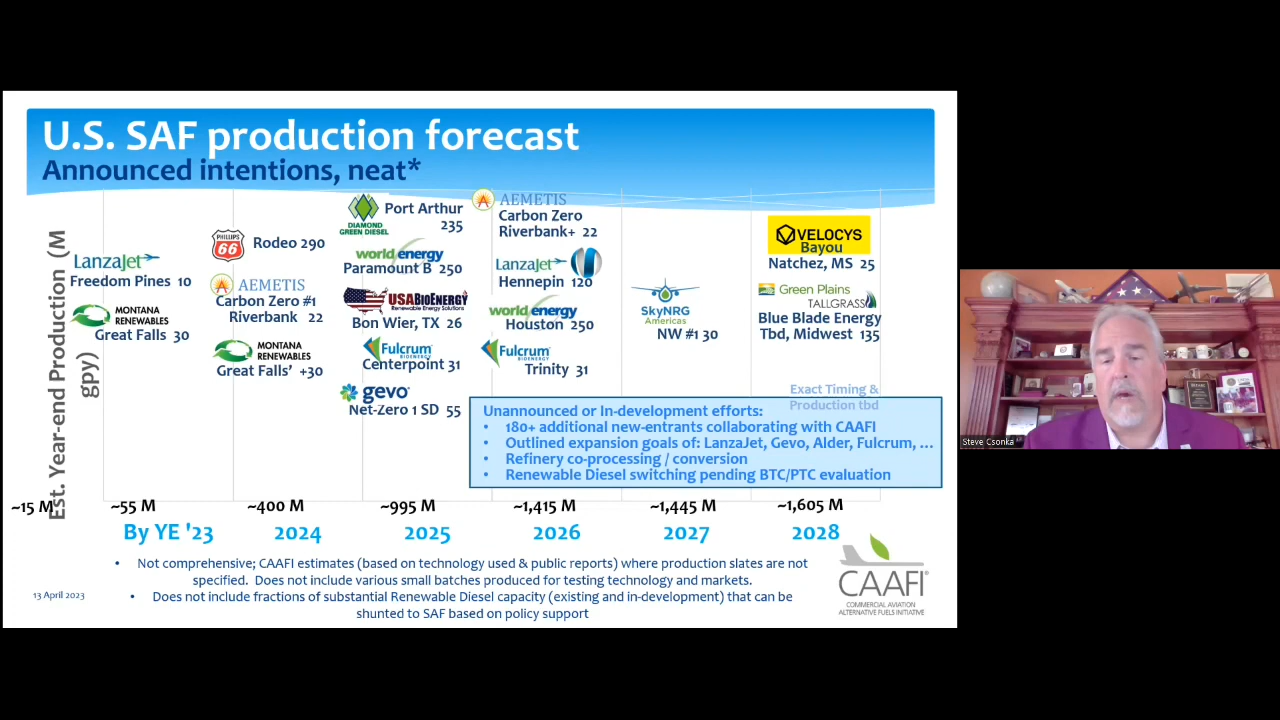 U.S. SAF production forecast
Announced intentions, neat*
Est. Year-end Production (M
gpy)
LanzaJet
Freedom Pines 10
MONTANA
RENEWABLES
Great Falls 30
PHILLIPS
66
Rodeo 290
AEMETIS
Carbon Zero #1
Riverbank 22
MONTANA
RENEWABLES
Great Falls’ +30
DIAMOND
GREEN DIESEL
Port Arthur
235
world energy
Paramount B 250
USA BIOENERGY
Renewable Energy Solutions
Bon Wier, TX 26
Fulcrum
BIOENERGY
Centerpoint 31
gevo
Net-Zero 1 SD 55
AEMETIS
Carbon Zero
Riverbank+ 22
LanzaJet
Hennepin 120
world energy
Houston 250
Fulcrum
BIOENERGY
Trinity 31
SkyNRG
Americas
NW #1 30
VELOCYS
Bayou
Natchez, MS 25
Green Plains
TALLGRASS
Blue Blade Energy
Tbd, Midwest 135
Exact Timing &
Production tbd
Unannounced or In-development efforts:
• 180+ additional new-entrants collaborating with CAAFI
• Outlined expansion goals of: LanzaJet, Gevo, Alder, Fulcrum, …
• Refinery co-processing / conversion
• Renewable Diesel switching pending BTC/PTC evaluation
~15 M ~55 M ~400 M ~995 M ~1,415 M ~1,445 M ~1,605 M
By YE '23 2024 2025 2026 2027 2028
• Not comprehensive; CAAFI estimates (based on technology used & public reports) where production slates are not
specified. Does not include various small batches produced for testing technology and markets.
• Does not include fractions of substantial Renewable Diesel capacity (existing and in-development) that can be
shunted to SAF based on policy support
13 April 2023
CAAFI®
COMMERCIAL AVIATION
ALTERNATIVE FUELS INITIATIVE
Steve Csonka